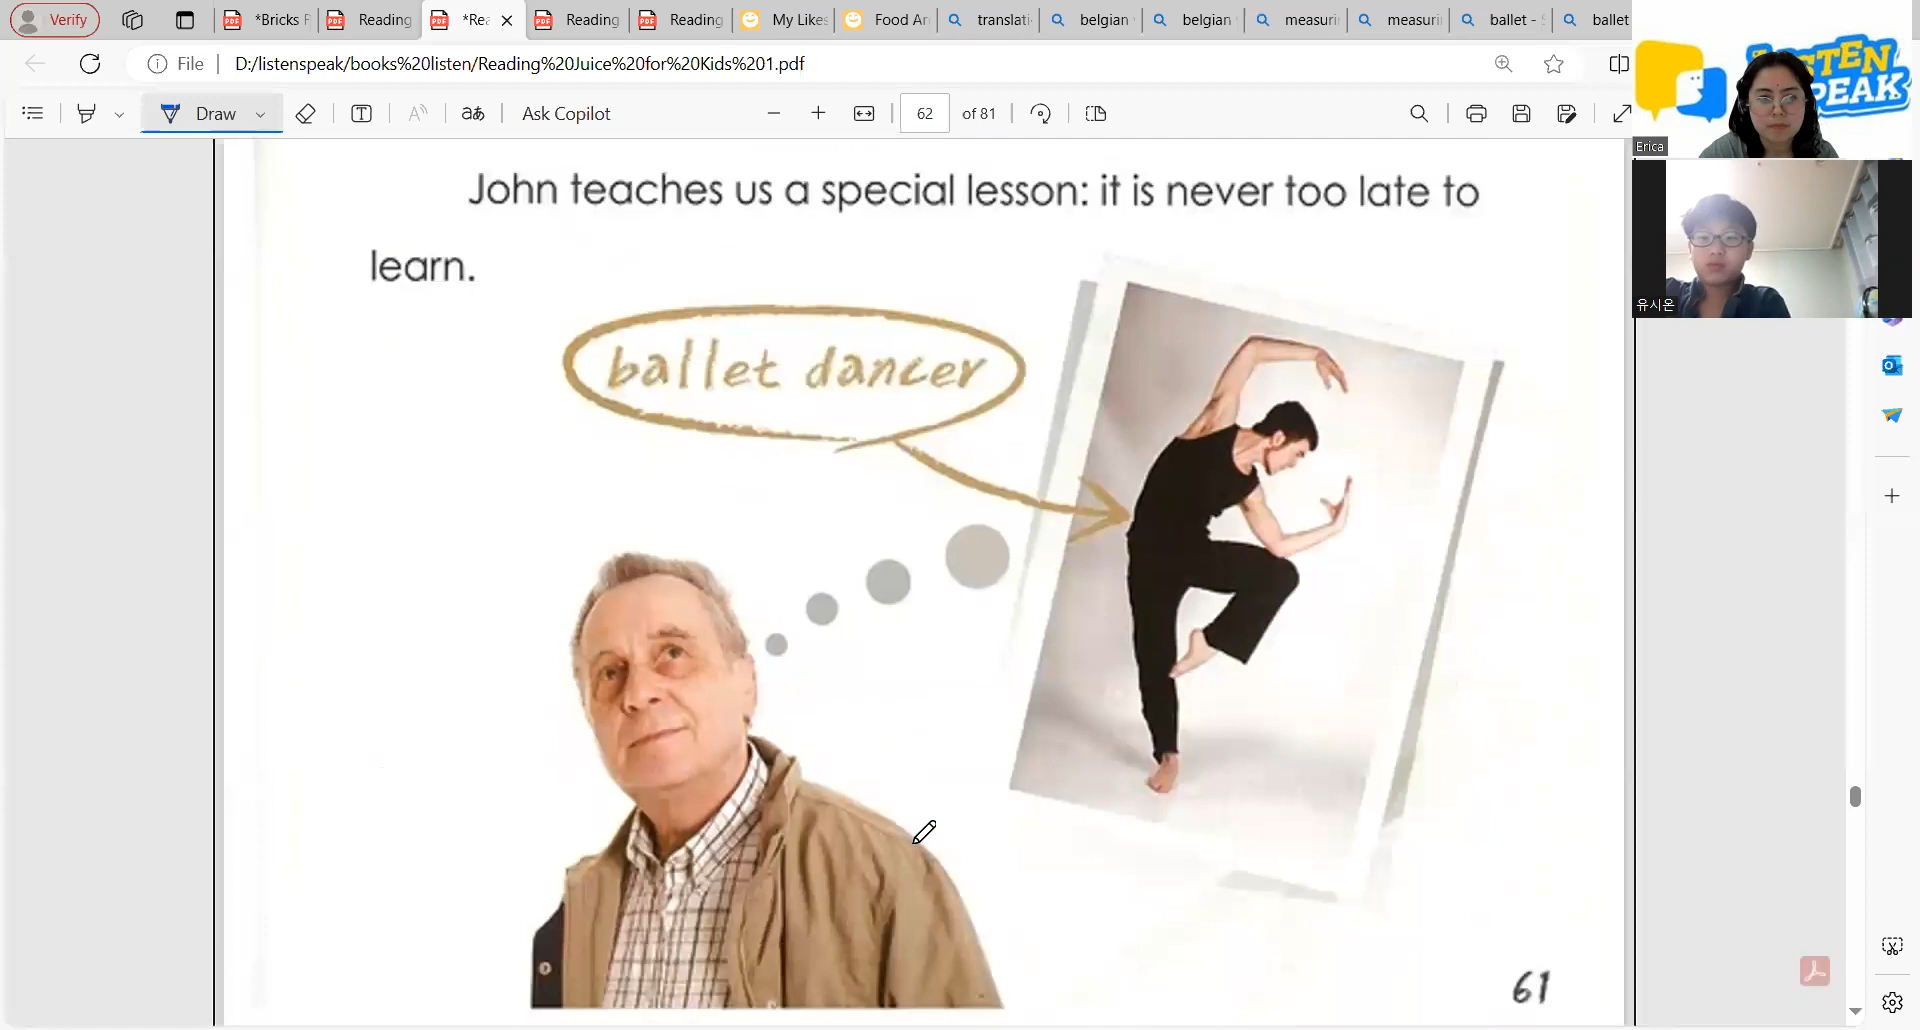 Verify
*Bricks
Reading
Reading
Reading
My Likes
Food Ar
translati
belgian
belgian
measuri
measuri
ballet -
ballet
File
D:/listenspeak/books%20listen/Reading%20Juice%20for%20Kids%201.pdf
Draw
Ask Copilot
62 of 81
LISTEN
SPEAK
Erica
유시온
John teaches us a special lesson: it is never too late to
learn.
ballet dancer
61